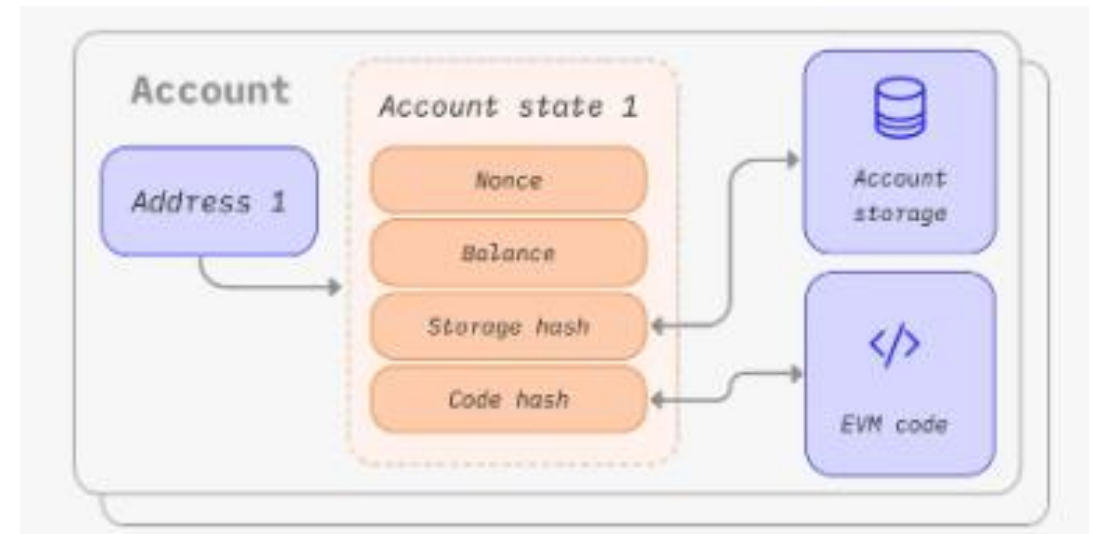 Account
Address 1
Account state 1
Nonce
Balance
Storage hash
Code hash
Account
storage
</>
EVM code